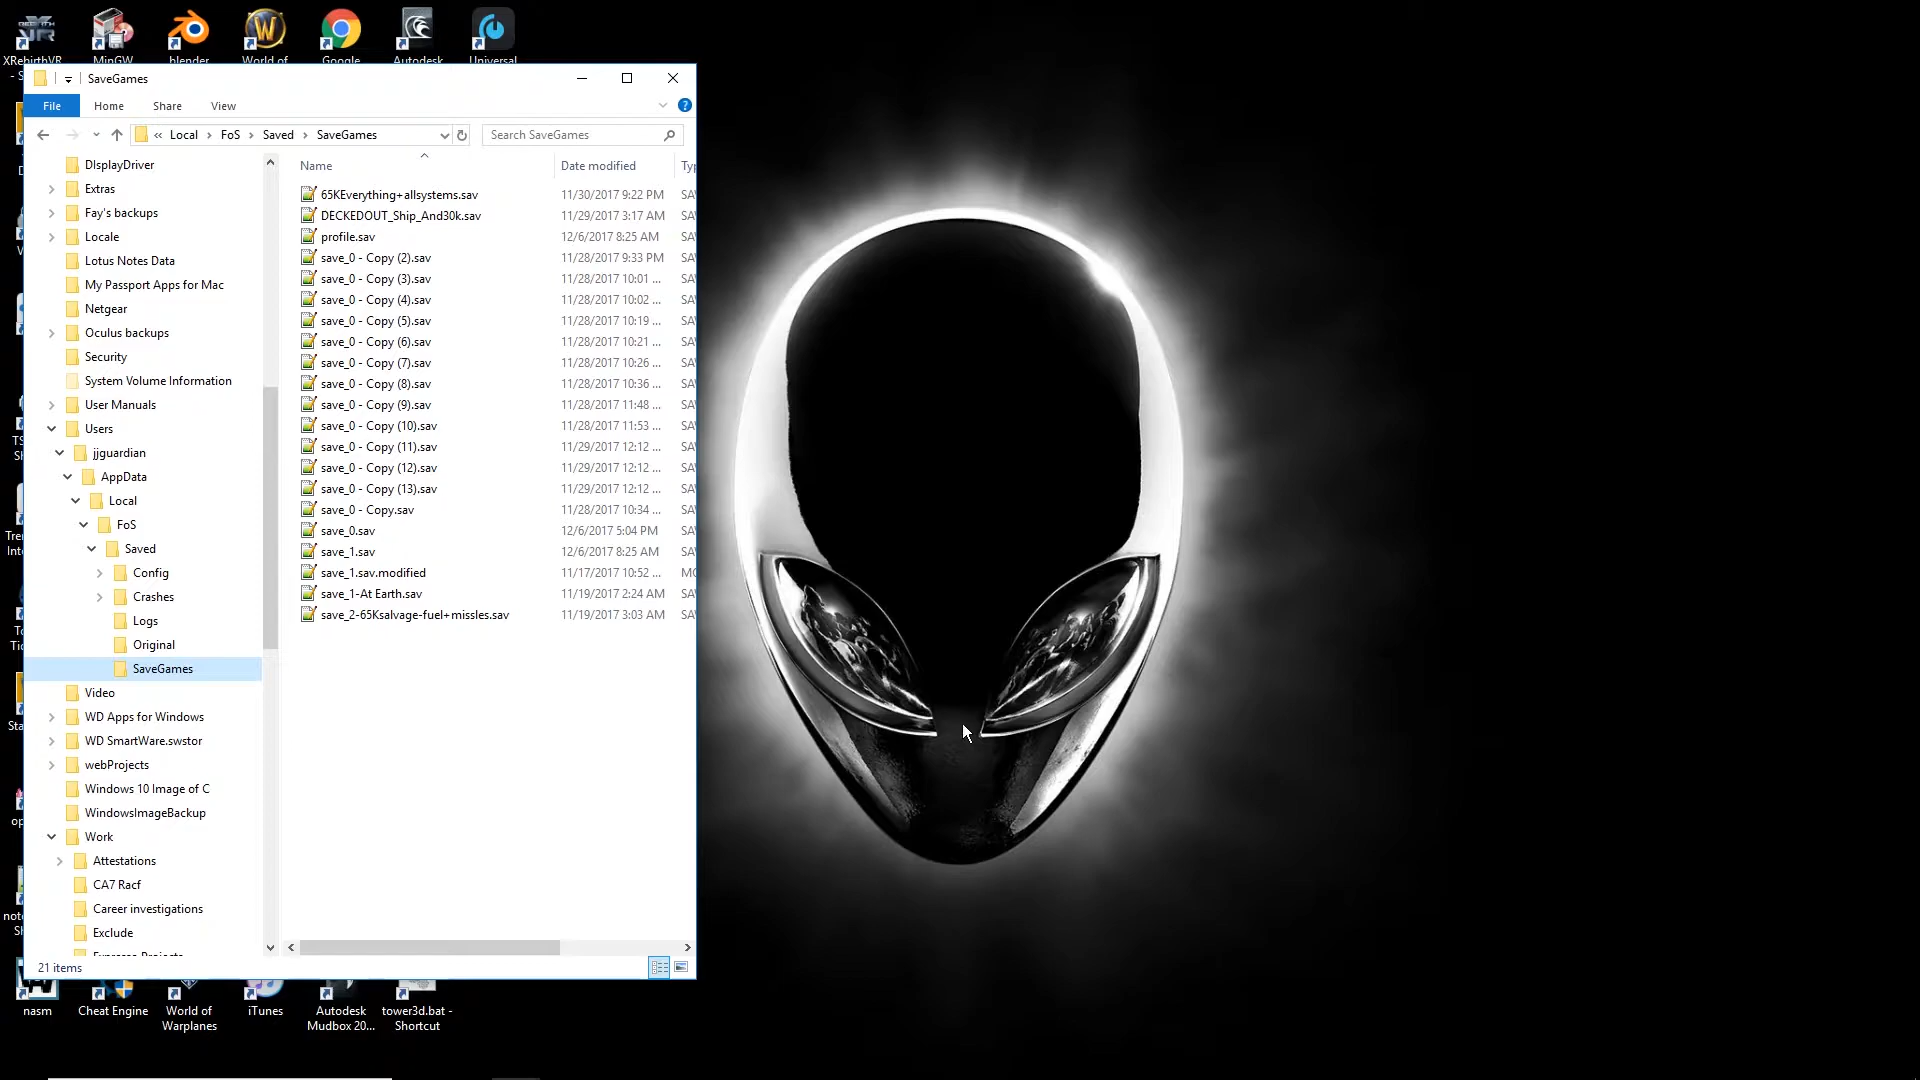 XRebirthVR
MinGW
blender
World of
Google
Autodesk
Universal
SaveGames
File
Home
Share
View
« Local › FoS › Saved › SaveGames
Search SaveGames
DIsplayDriver
Extras
Fay's backups
Locale
Lotus Notes Data
My Passport Apps for Mac
Netgear
Oculus backups
Security
System Volume Information
User Manuals
Users
jjguardian
AppData
Local
FoS
Saved
Config
Crashes
Logs
Original
SaveGames
Video
WD Apps for Windows
WD SmartWare.swstor
webProjects
Windows 10 Image of C
WindowsImageBackup
Work
Attestations
CA7 Racf
Career investigations
Exclude
Name Date modified
65KEverything+allsystems.sav 11/30/2017 9:22 PM
DECKEDOUT_Ship_And30k.sav 11/29/2017 3:17 AM
profile.sav 12/6/2017 8:25 AM
save_0 - Copy (2).sav 11/28/2017 9:33 PM
save_0 - Copy (3).sav 11/28/2017 10:01 ...
save_0 - Copy (4).sav 11/28/2017 10:02 ...
save_0 - Copy (5).sav 11/28/2017 10:19 ...
save_0 - Copy (6).sav 11/28/2017 10:21 ...
save_0 - Copy (7).sav 11/28/2017 10:26 ...
save_0 - Copy (8).sav 11/28/2017 10:36 ...
save_0 - Copy (9).sav 11/28/2017 11:48 ...
save_0 - Copy (10).sav 11/28/2017 11:53 ...
save_0 - Copy (11).sav 11/29/2017 12:12 ...
save_0 - Copy (12).sav 11/29/2017 12:12 ...
save_0 - Copy (13).sav 11/29/2017 12:12 ...
save_0 - Copy.sav 11/28/2017 10:34 ...
save_0.sav 12/6/2017 5:04 PM
save_1.sav 12/6/2017 8:25 AM
save_1.sav.modified 11/17/2017 10:52 ...
save_1-At Earth.sav 11/19/2017 2:24 AM
save_2-65Ksalvage-fuel+missles.sav 11/19/2017 3:03 AM
21 items
nasm
Cheat Engine
World of
Warplanes
iTunes
Autodesk
Mudbox 20...
tower3d.bat -
Shortcut